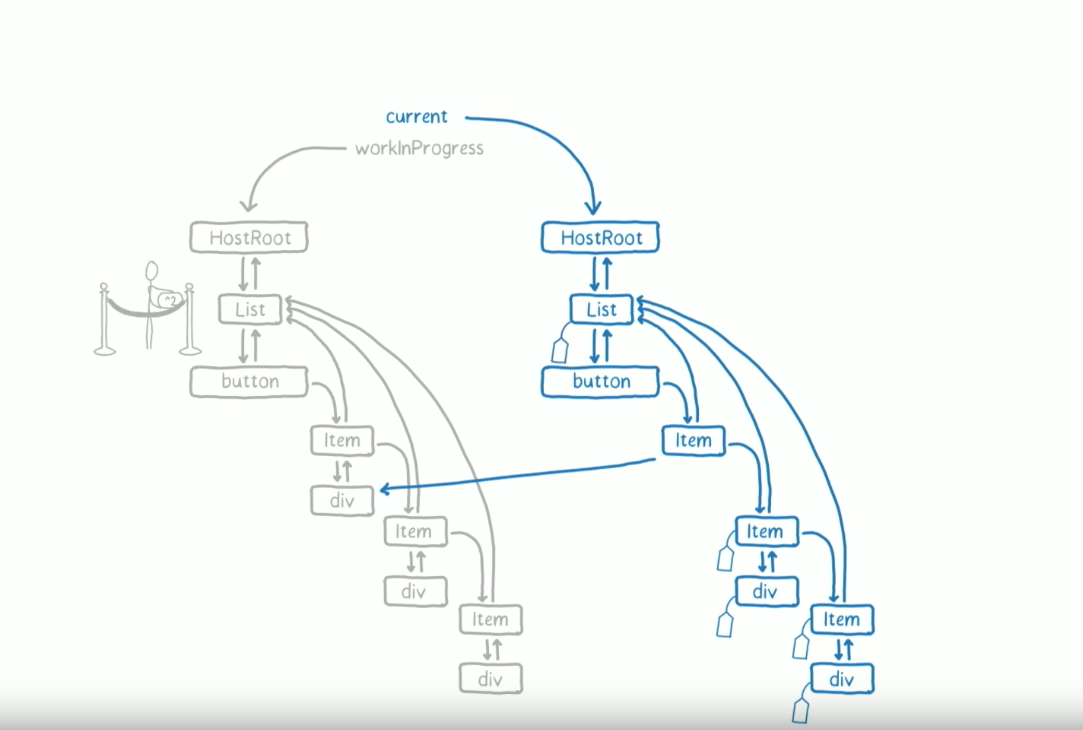 current
workInProgress
HostRoot HostRoot
^2
List List
button button
Item Item
div
Item Item
div div
Item Item
div div